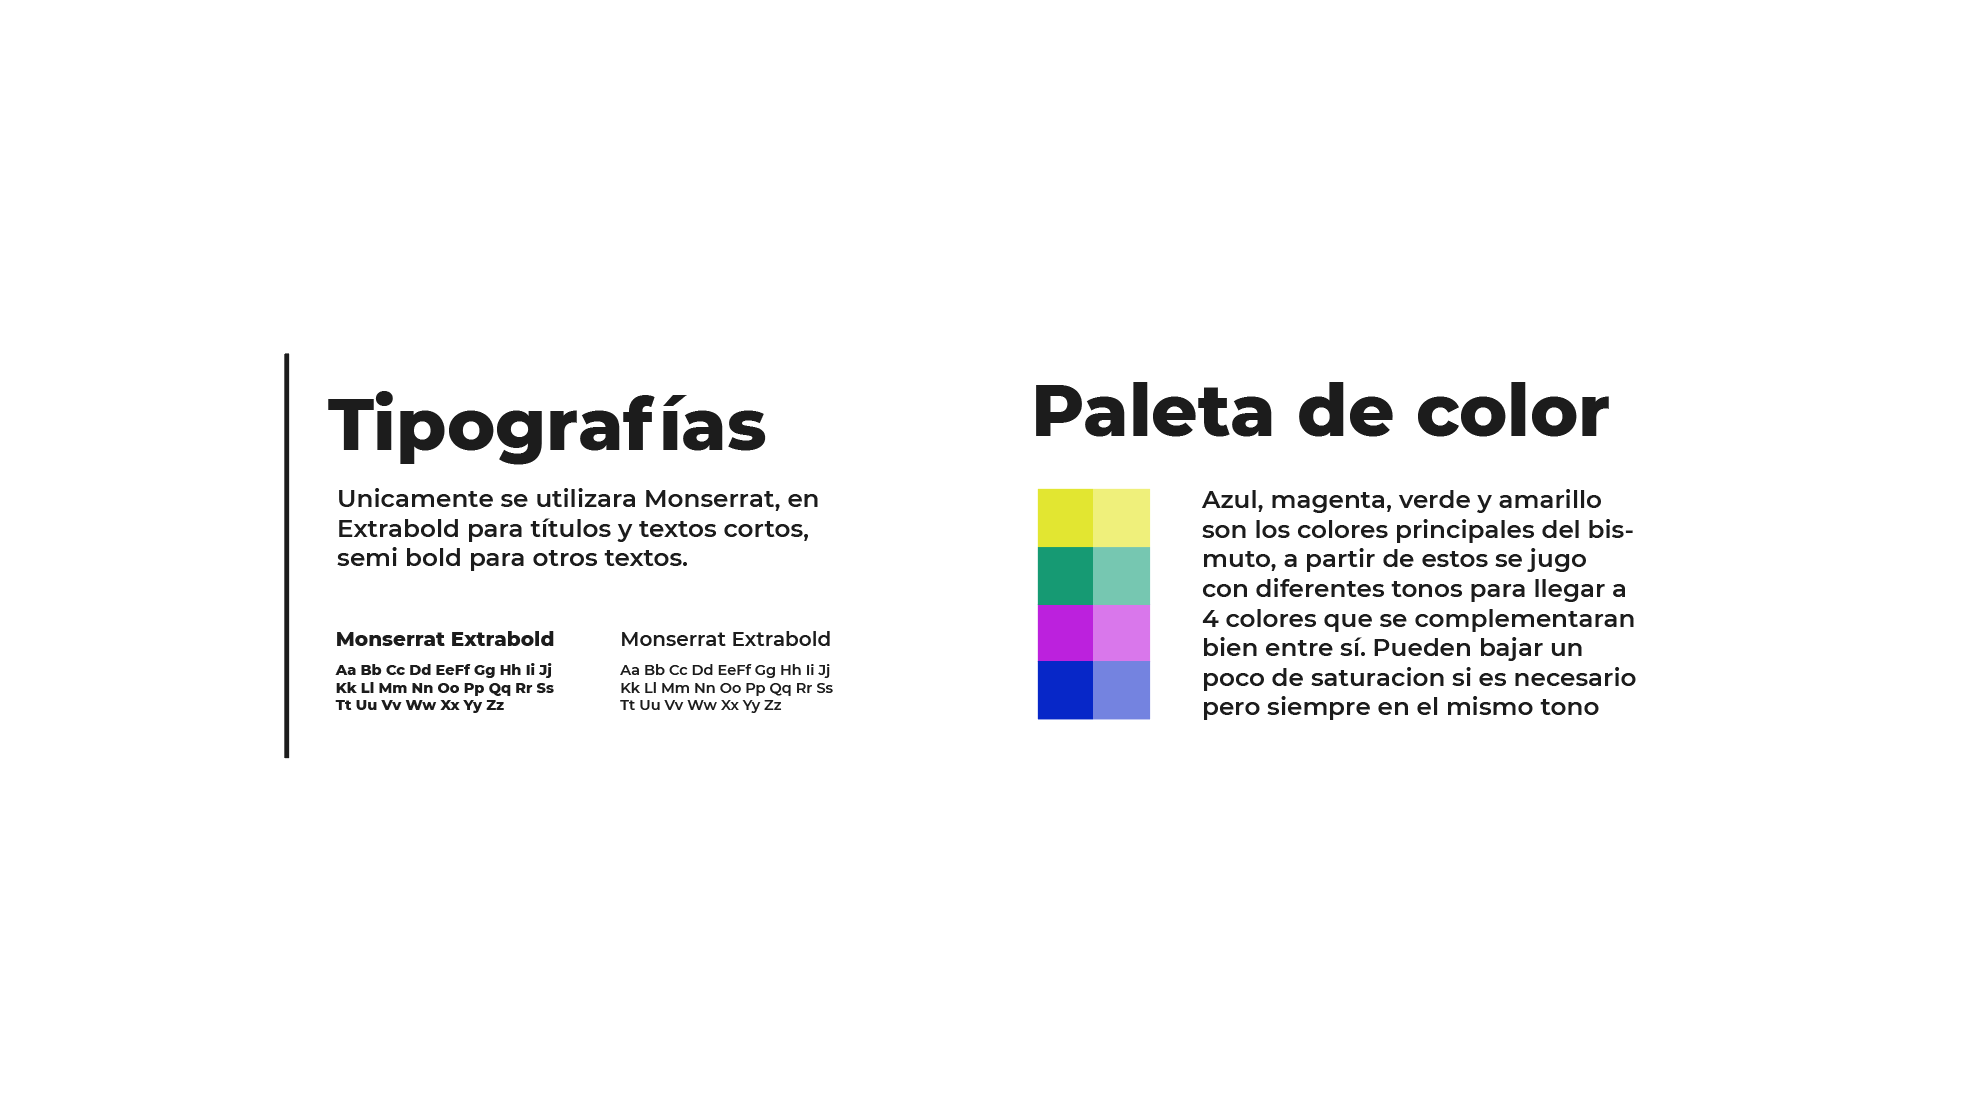 Tipografías
Unicamente se utilizara Monserrat, en
Extrabold para títulos y textos cortos,
semi bold para otros textos.
Monserrat Extrabold
Aa Bb Cc Dd EeFf Gg Hh Ii Jj
Kk Ll Mm Nn Oo Pp Qq Rr Ss
Tt Uu Vv Ww Xx Yy Zz
Monserrat Extrabold
Aa Bb Cc Dd EeFf Gg Hh Ii Jj
Kk Ll Mm Nn Oo Pp Qq Rr Ss
Tt Uu Vv Ww Xx Yy Zz
Paleta de color
Azul, magenta, verde y amarillo
son los colores principales del bis-
muto, a partir de estos se jugo
con diferentes tonos para llegar a
4 colores que se complementaran
bien entre sí. Pueden bajar un
poco de saturacion si es necesario
pero siempre en el mismo tono